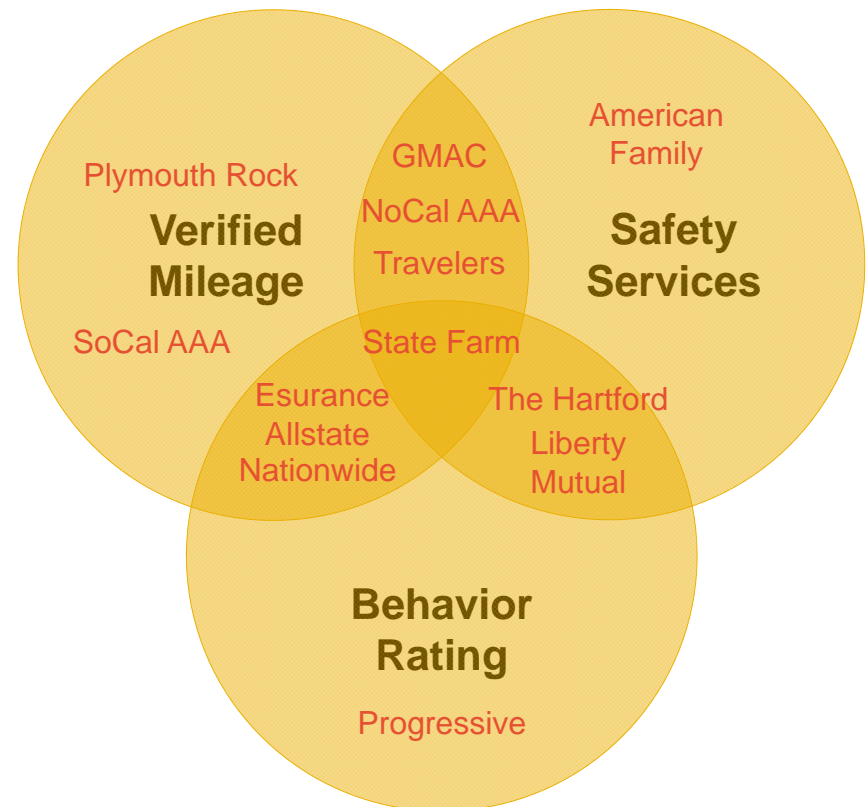 American
Family
GMAC
Plymouth Rock
NoCal AAA
Verified
Mileage
Safety
Services
Travelers
SoCal AAA
State Farm
Esurance
Allstate
Nationwide
The Hartford
Liberty
Mutual
Behavior
Rating
Progressive